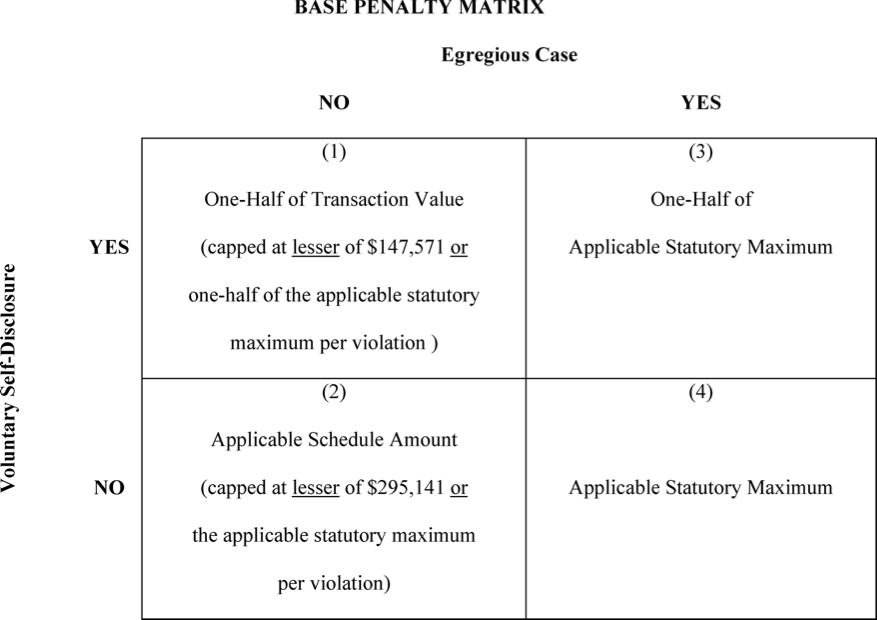 BASE PENALTY MATRIX
Egregious Case
NO
YES
Voluntary Self-Disclosure
YES
(1)
One-Half of Transaction Value
(capped at lesser of $147,571 or
one-half of the applicable statutory
maximum per violation )
(3)
One-Half of
Applicable Statutory Maximum
NO
(2)
Applicable Schedule Amount
(capped at lesser of $295,141 or
the applicable statutory maximum
per violation)
(4)
Applicable Statutory Maximum